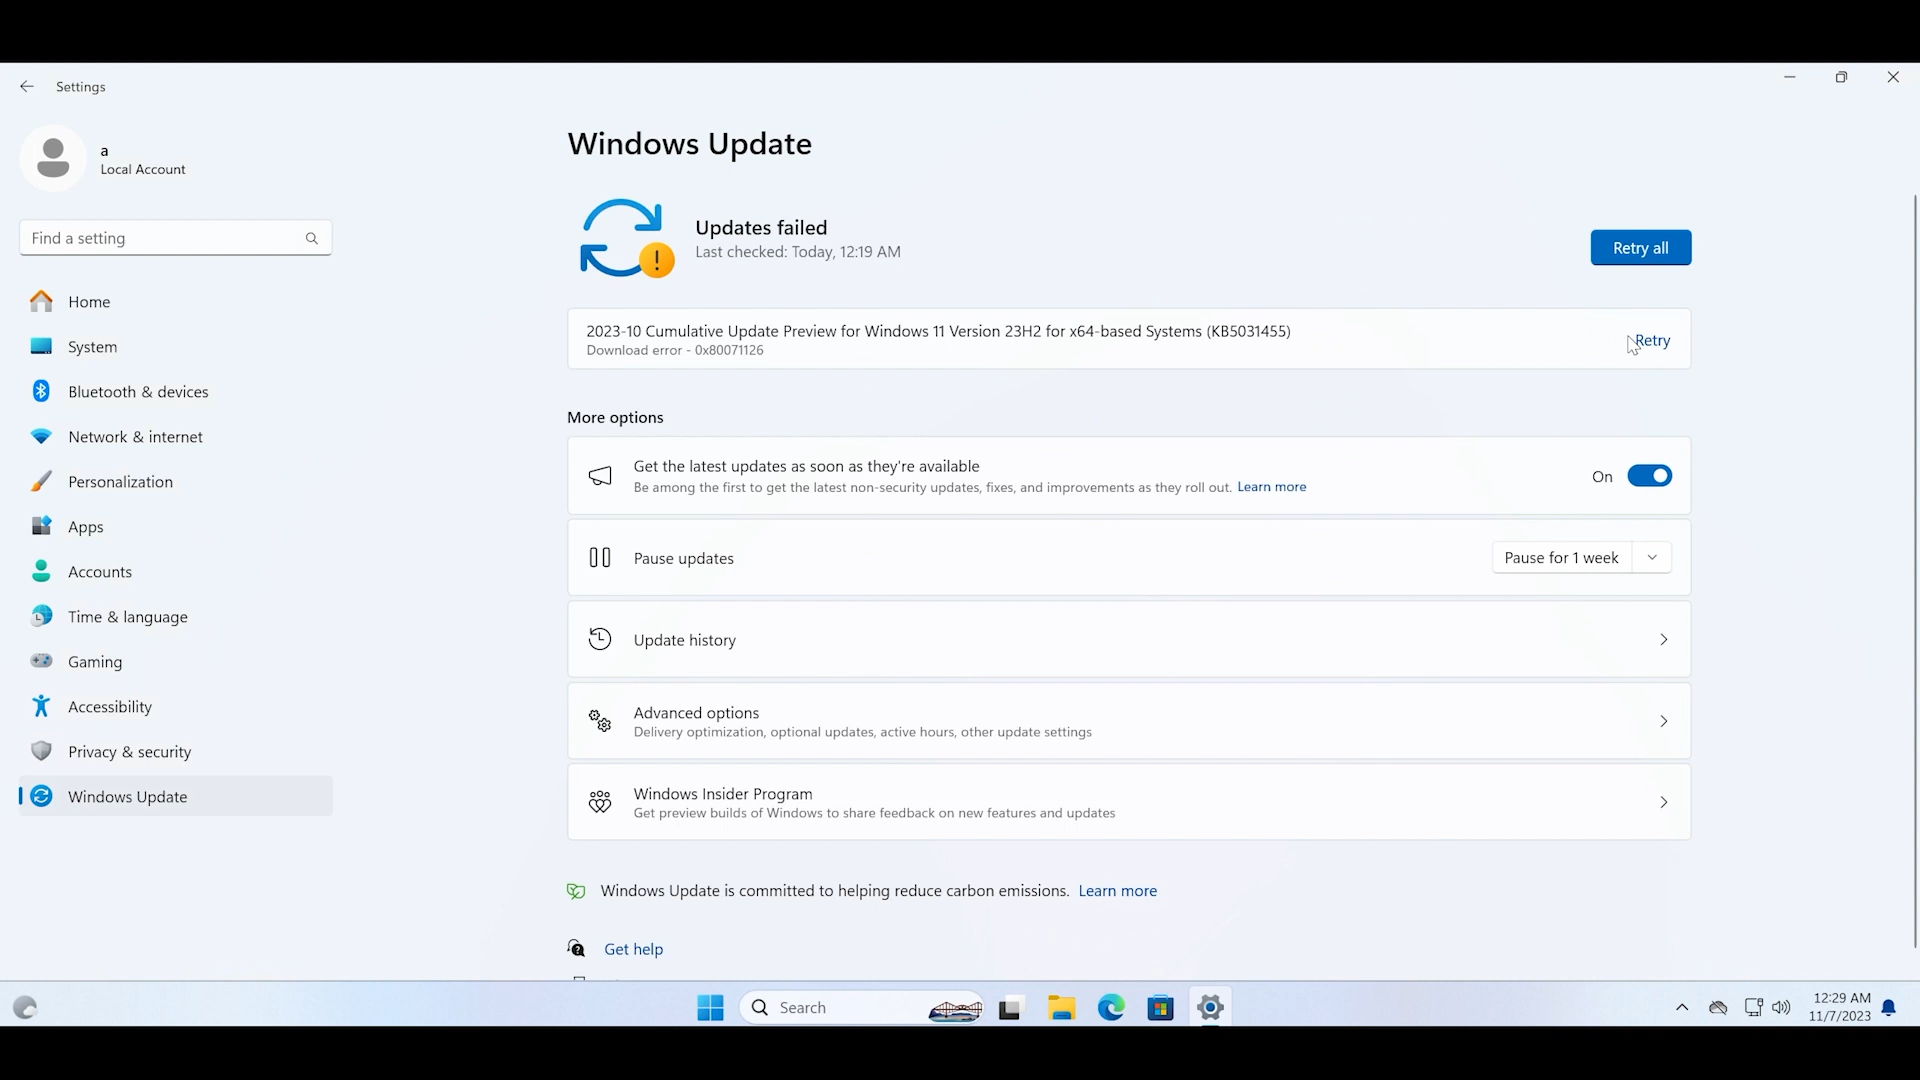 Settings
a
Local Account
Find a setting
Home
System
Bluetooth & devices
Network & internet
Personalization
Apps
Accounts
Time & language
Gaming
Accessibility
Privacy & security
Windows Update
Windows Update
Updates failed
Last checked: Today, 12:19 AM
Retry all
2023-10 Cumulative Update Preview for Windows 11 Version 23H2 for x64-based Systems (KB5031455)
Download error - 0x80071126
Retry
More options
Get the latest updates as soon as they're available
Be among the first to get the latest non-security updates, fixes, and improvements as they roll out. Learn more
On
Pause updates
Pause for 1 week
Update history
Advanced options
Delivery optimization, optional updates, active hours, other update settings
Windows Insider Program
Get preview builds of Windows to share feedback on new features and updates
Windows Update is committed to helping reduce carbon emissions. Learn more
Get help
Search
12:29 AM
11/7/2023